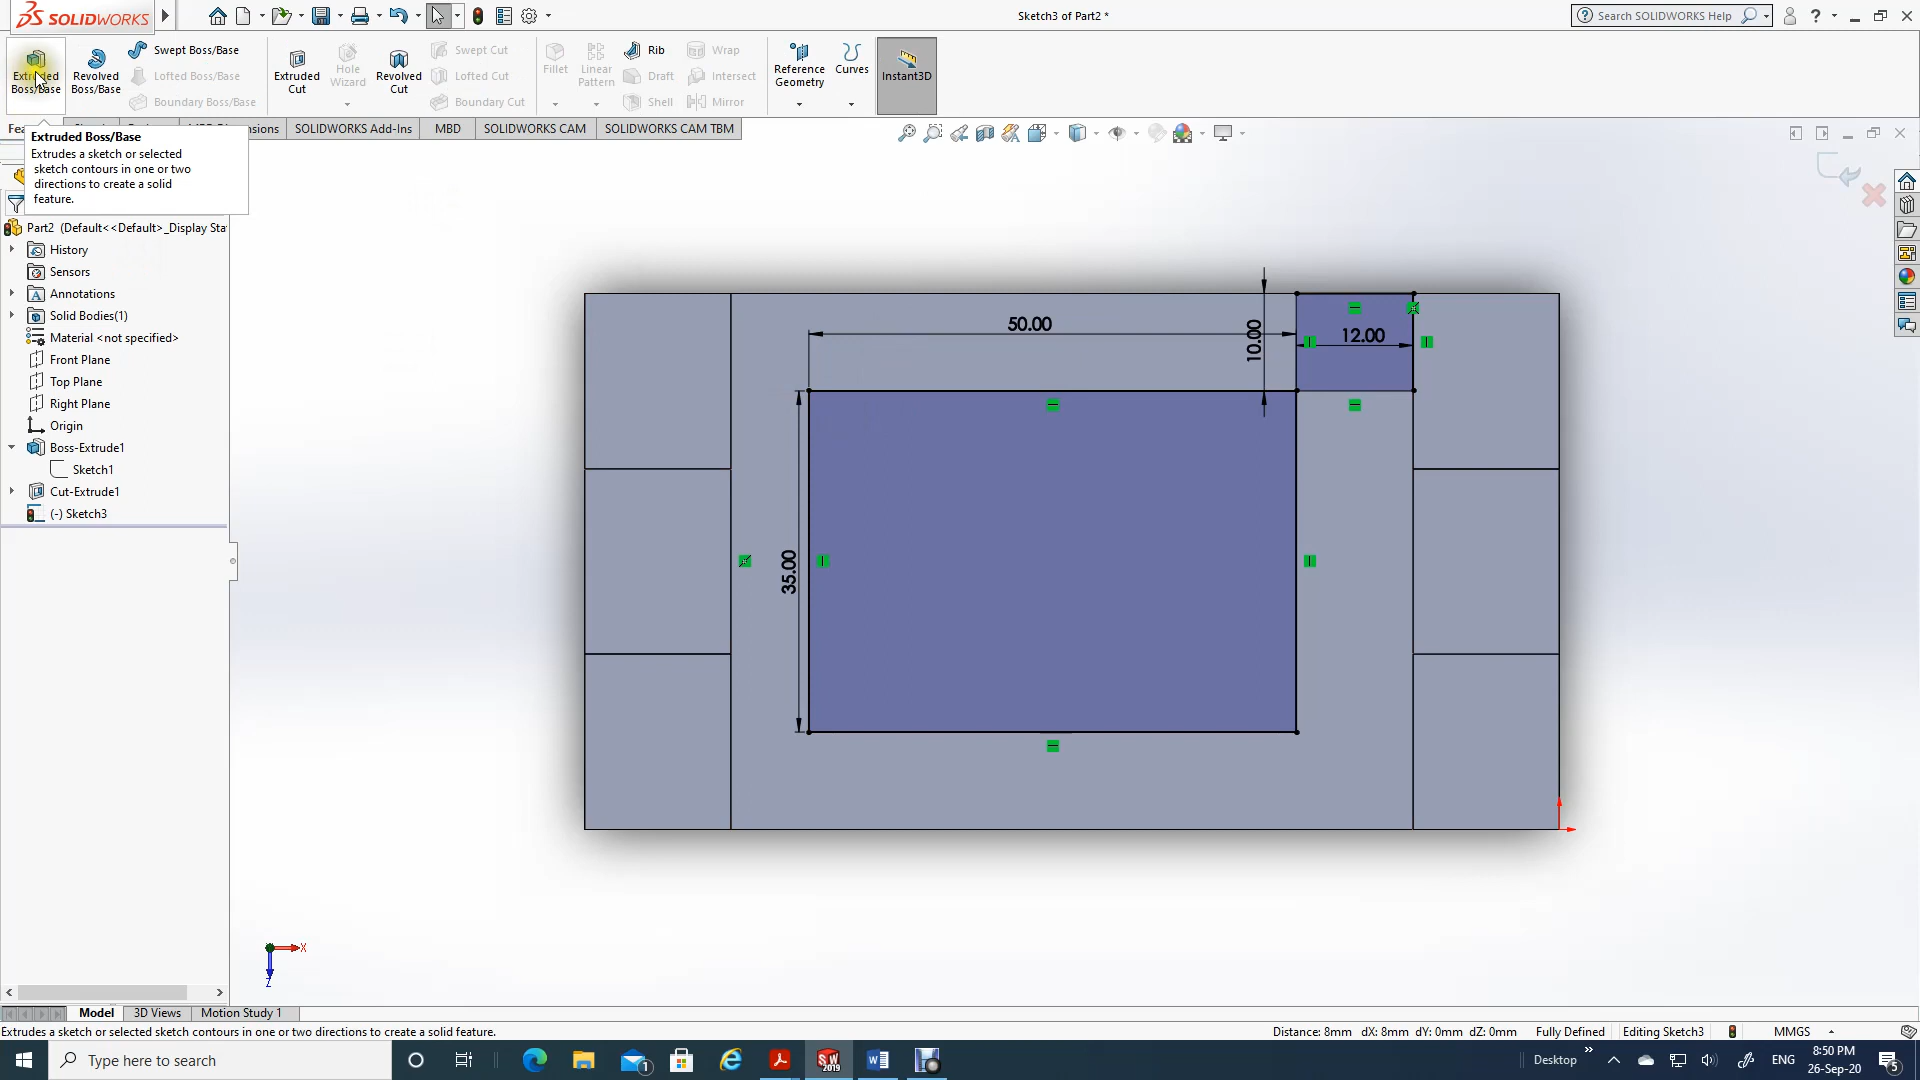 SOLIDWORKS
Sketch3 of Part2 *
Search SOLIDWORKS Help
Extruded Boss/Base
Revolved Boss/Base
Swept Boss/Base
Lofted Boss/Base
Boundary Boss/Base
Extruded Cut
Hole Wizard
Revolved Cut
Swept Cut
Lofted Cut
Boundary Cut
Fillet
Linear Pattern
Rib
Draft
Shell
Wrap
Intersect
Mirror
Reference Geometry
Curves
Instant3D
SOLIDWORKS Add-Ins
MBD
SOLIDWORKS CAM
SOLIDWORKS CAM TBM
Extruded Boss/Base
Extrudes a sketch or selected
sketch contours in one or two
directions to create a solid
feature.
Part2 (Default<<Default>_Display Sta
History
Sensors
Annotations
Solid Bodies(1)
Material <not specified>
Front Plane
Top Plane
Right Plane
Origin
Boss-Extrude1
Sketch1
Cut-Extrude1
(-) Sketch3
50.00
10.00
12.00
35.00
X
Z
Model
3D Views
Motion Study 1
Extrudes a sketch or selected sketch contours in one or two directions to create a solid feature.
Distance: 8mm dX: 8mm dY: 0mm dZ: 0mm
Fully Defined
Editing Sketch3
MMGS
Type here to search
Desktop
ENG
8:50 PM
26-Sep-20